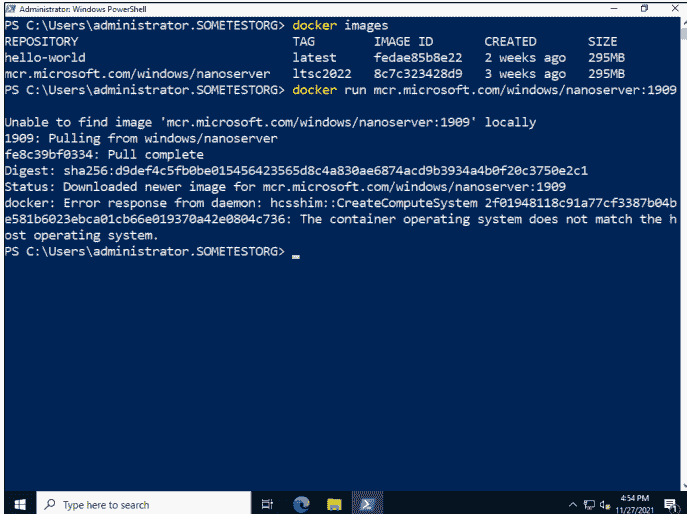 Administrator: Windows PowerShell
PS C:\Users\administrator.SOMETESTORG> docker images
REPOSITORY TAG IMAGE ID CREATED SIZE
hello-world latest fedae85b8e22 2 weeks ago 295MB
mcr.microsoft.com/windows/nanoserver ltsc2022 8c7c323428d9 3 weeks ago 295MB
PS C:\Users\administrator.SOMETESTORG> docker run mcr.microsoft.com/windows/nanoserver:1909
Unable to find image 'mcr.microsoft.com/windows/nanoserver:1909' locally
1909: Pulling from windows/nanoserver
fe8c39bf0334: Pull complete
Digest: sha256:d9def4c5fb0be015456423565d8c4a830ae6874acd9b3934a4b0f20c3750e2c1
Status: Downloaded newer image for mcr.microsoft.com/windows/nanoserver:1909
docker: Error response from daemon: hcsshim::CreateComputeSystem 2f01948118c91a77cf3387b04b
e581b6023ebca01cb66e019370a42e0804c736: The container operating system does not match the h
ost operating system.
PS C:\Users\administrator.SOMETESTORG>
Type here to search
4:54 PM
11/27/2021
1